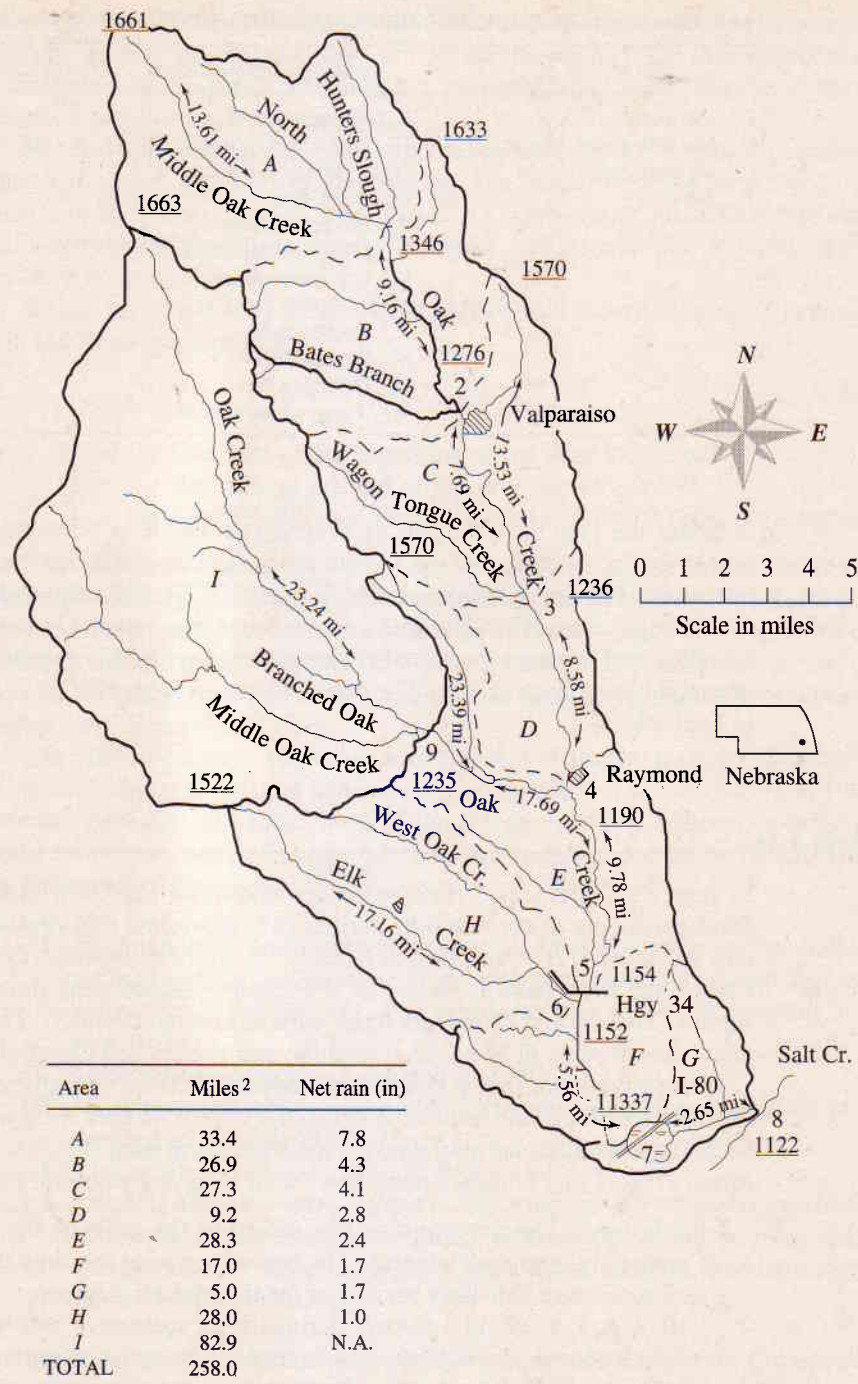 1661
North
Hunters Slough
13.61 mi
A
1633
Middle Oak Creek
1663
1346
1570
9.16 mi
Oak
B
1276
Bates Branch
2
Valparaiso
N
W
E
S
Oak Creek
C
7.69 mi
13.53 mi
Wagon Tongue Creek
Creek
1570
3
1236
0 1 2 3 4 5
Scale in miles
I
23.24 mi
8.58 mi
Branched Oak
23.39 mi
D
Middle Oak Creek
9
Raymond
Nebraska
1522
1235
Oak
4
17.69 mi
1190
West Oak Cr.
Creek
9.78 mi
Elk
E
17.16 mi
H
Creek
5
1154
6
Hgy 34
1152
F
G
Salt Cr.
I-80
5.56 mi
11337
2.65 mi
8
7
1122
Area Miles 2 Net rain (in)
A 33.4 7.8
B 26.9 4.3
C 27.3 4.1
D 9.2 2.8
E 28.3 2.4
F 17.0 1.7
G 5.0 1.7
H 28.0 1.0
I 82.9 N.A.
TOTAL 258.0